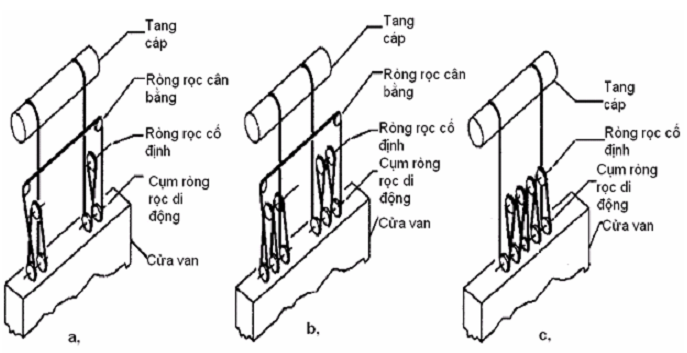 Tang
cáp
Ròng rọc cân
bằng
Ròng rọc cố
định
Cụm ròng
rọc di
động
Cửa van
a,
Tang
cáp
Ròng rọc cân
bằng
Ròng rọc cố
định
Cụm ròng
rọc di
động
Cửa van
b,
Tang
cáp
Ròng rọc cố
định
Cụm ròng
rọc di
động
Cửa van
c,